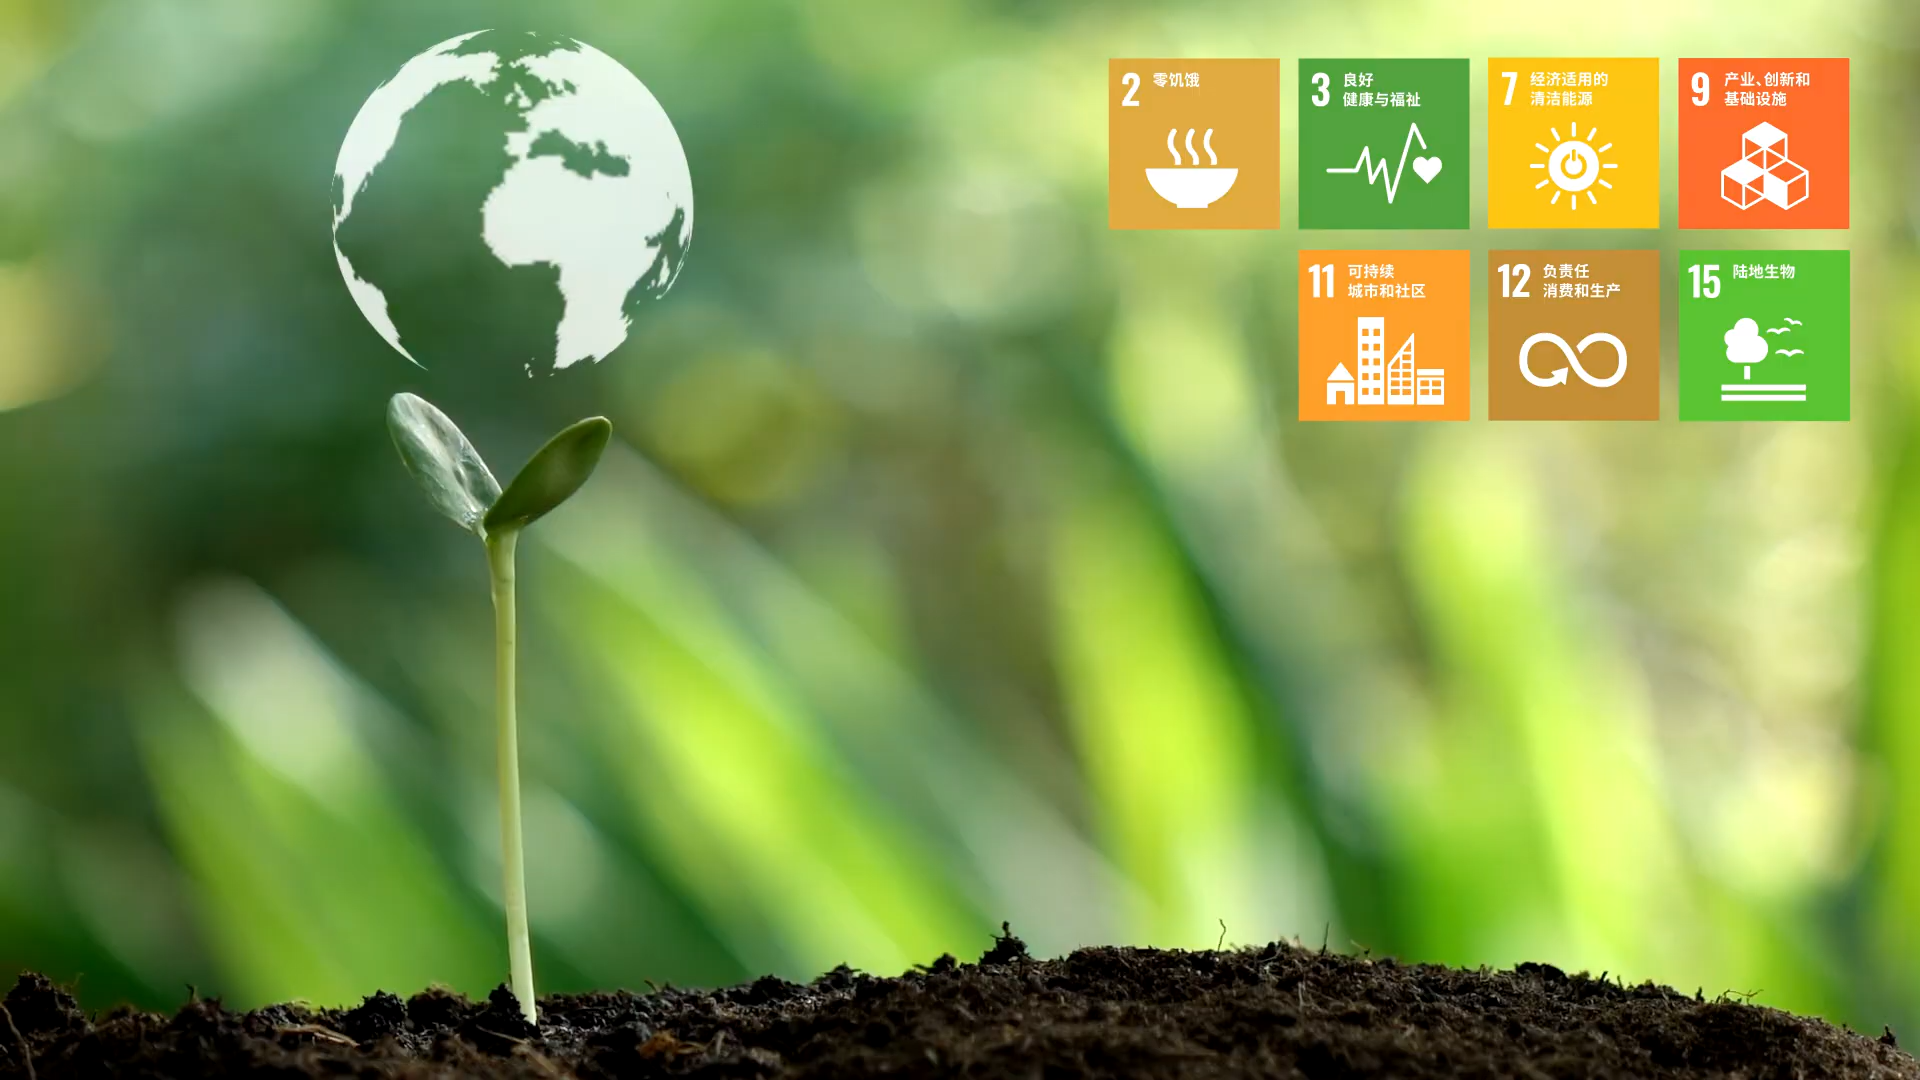 2 零饥饿
3 良好
健康与福祉
7 经济适用的
清洁能源
9 产业、创新和
基础设施
11 可持续
城市和社区
12 负责任
消费和生产
15 陆地生物